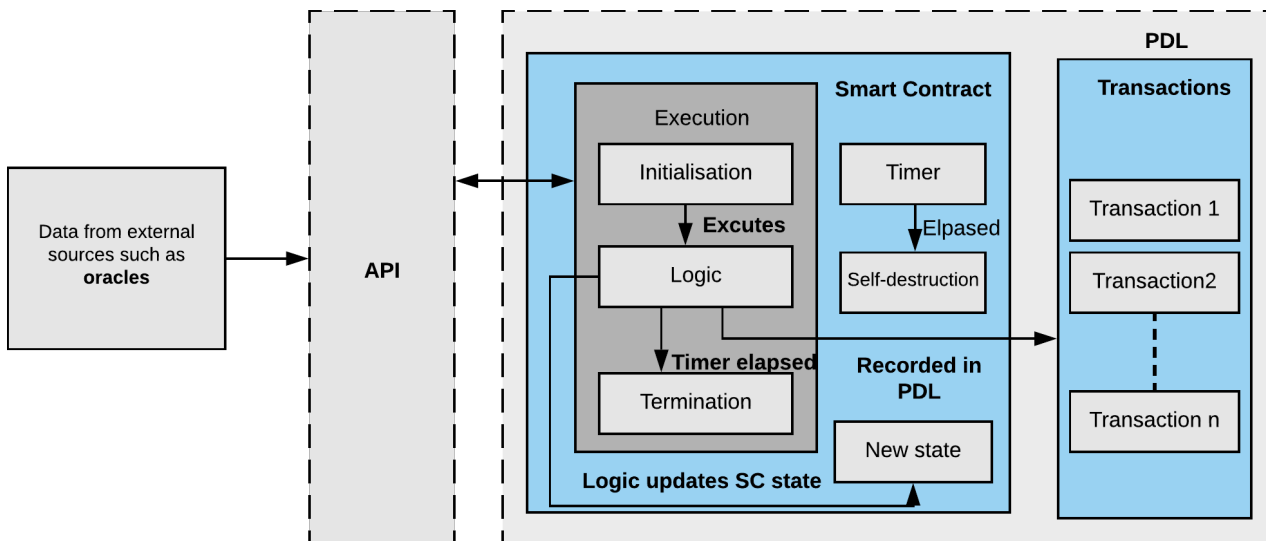 PDL
Smart Contract
Transactions
Execution
Initialisation
Timer
Transaction 1
Data from external
sources such as
oracles
API
Excutes
Elpased
Logic
Self-destruction
Transaction2
Timer elapsed
Recorded in
PDL
Termination
Transaction n
New state
Logic updates SC state